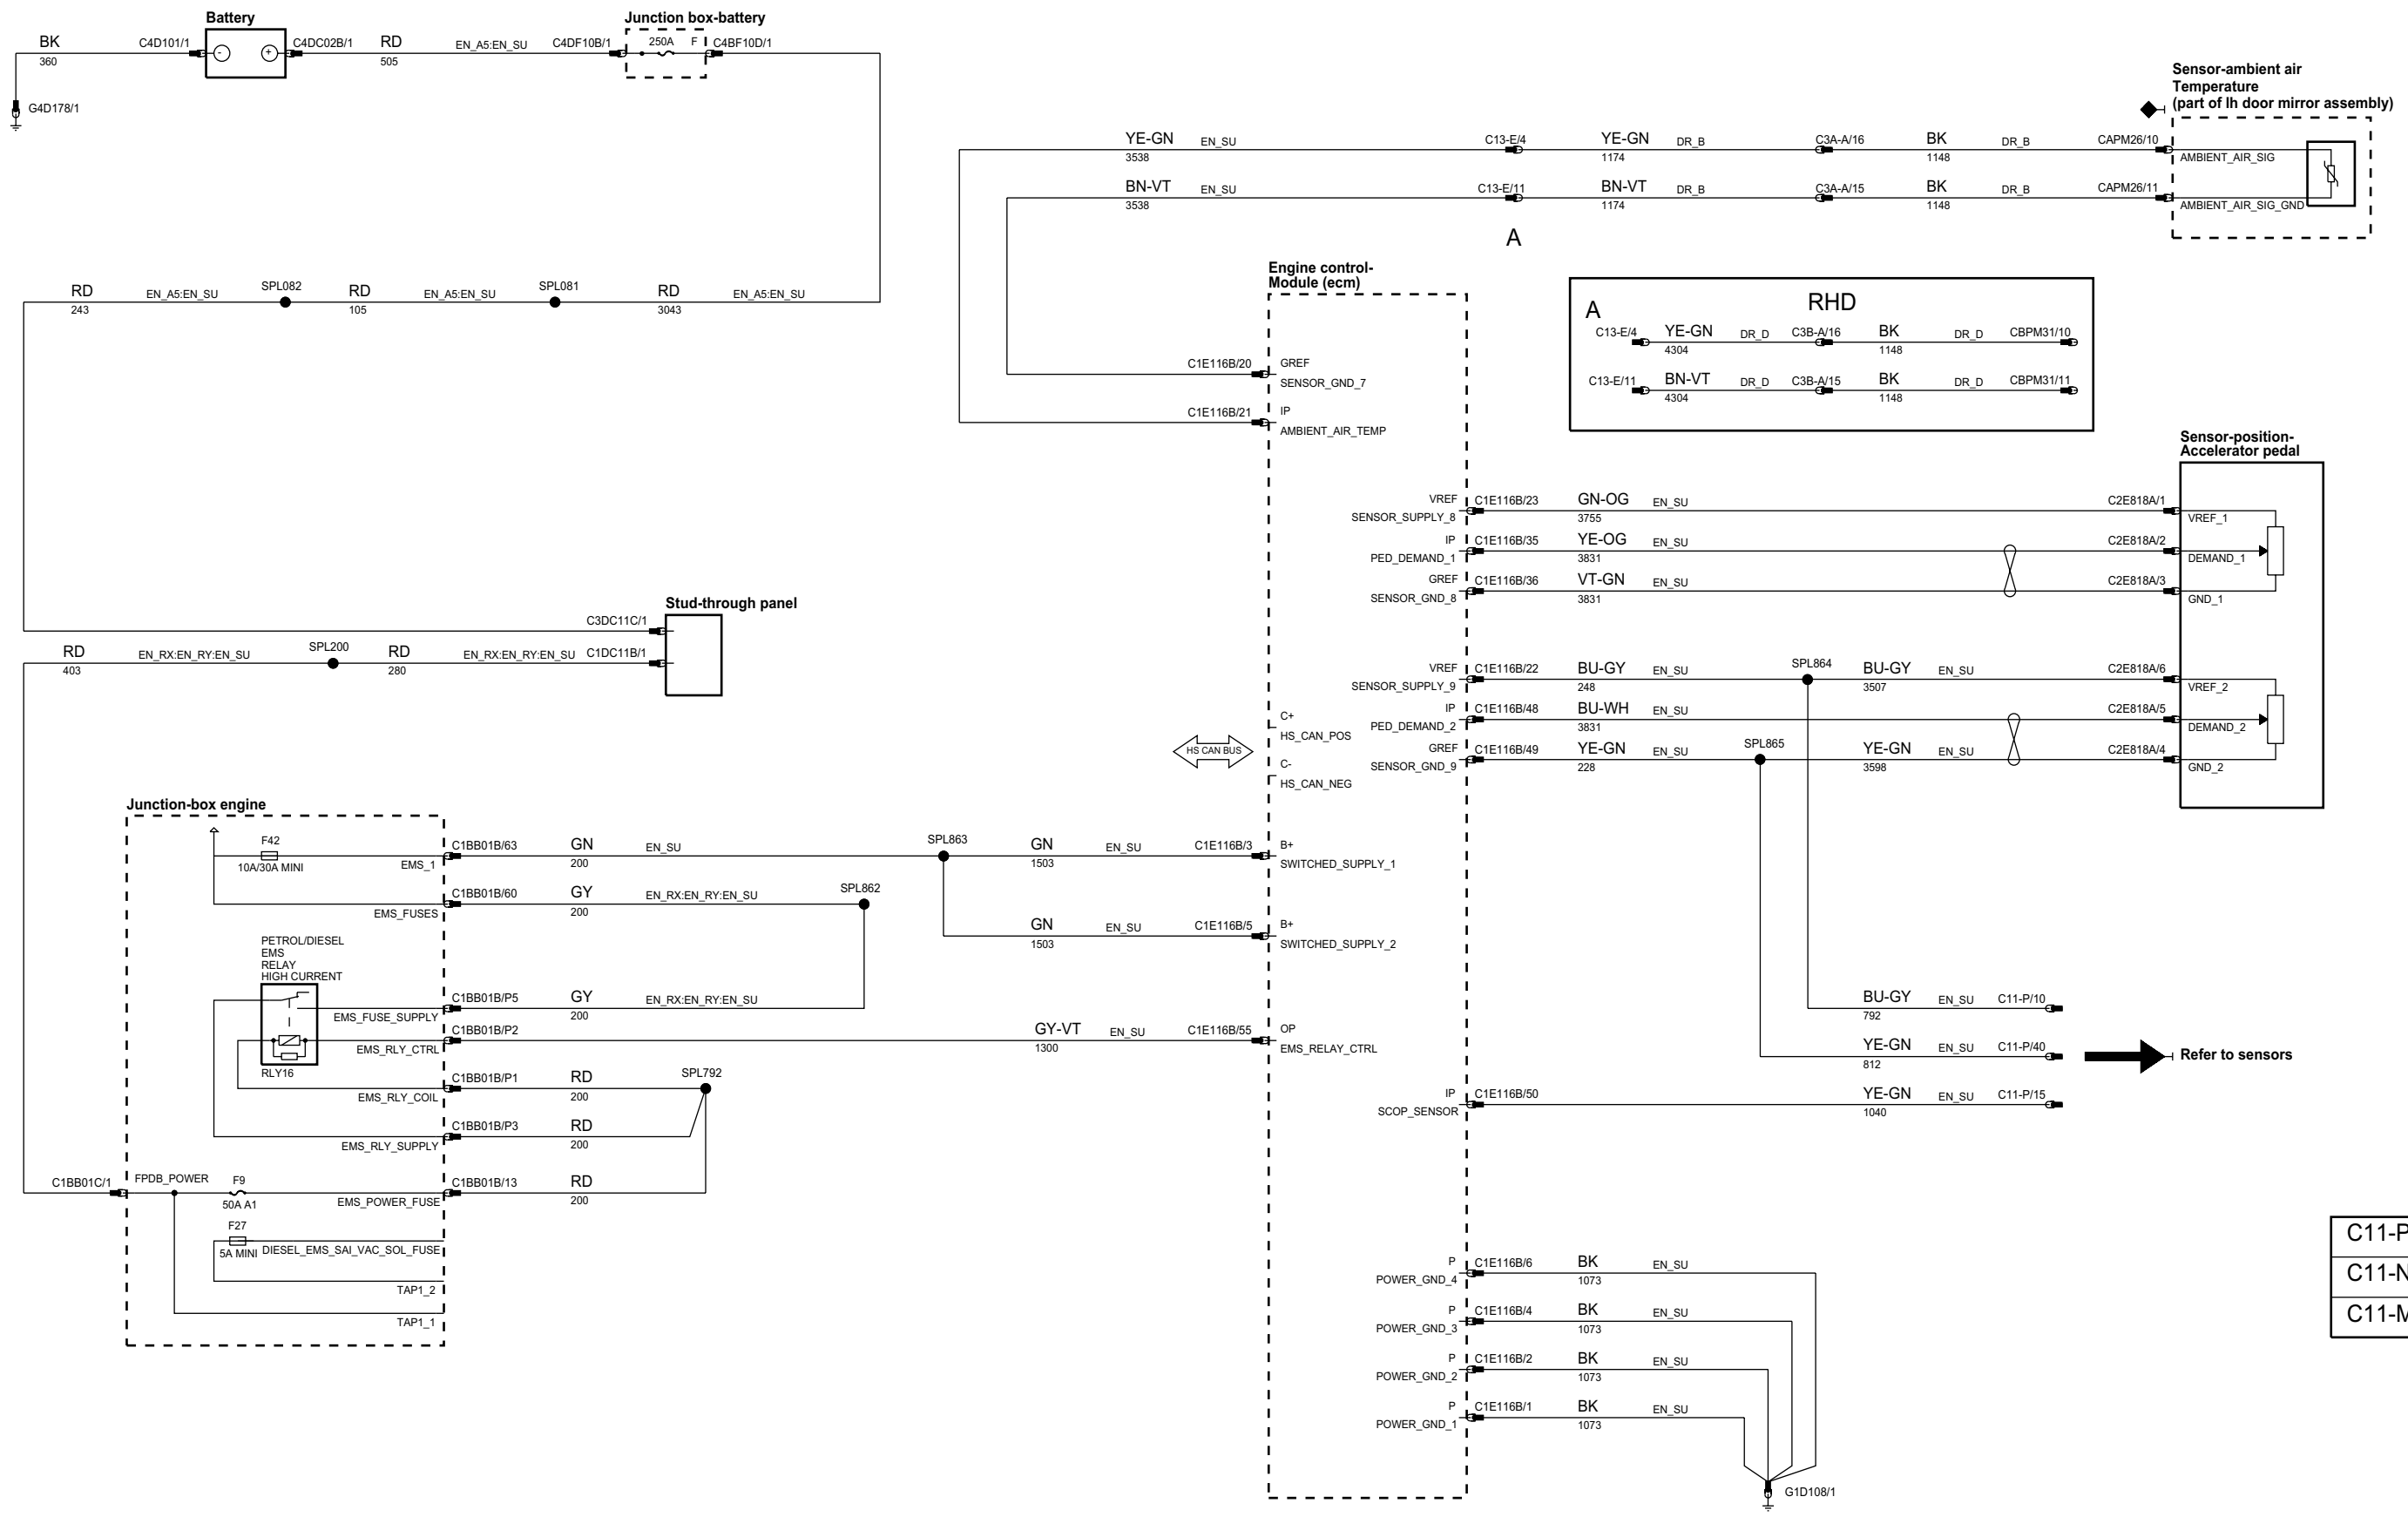 Battery
BK
360
C4D101/1
-
+
C4DC02B/1
RD
505
EN_A5:EN_SU
C4DF10B/1
Junction box-battery
250A F
C4BF10D/1
G4D178/1
RD
243
EN_A5:EN_SU
SPL082
RD
105
EN_A5:EN_SU
SPL081
RD
3043
EN_A5:EN_SU
Stud-through panel
C3DC11C/1
RD
403
EN_RX:EN_RY:EN_SU
SPL200
RD
280
EN_RX:EN_RY:EN_SU
C1DC11B/1
Sensor-ambient air
Temperature
(part of lh door mirror assembly)
YE-GN
3538
EN_SU
C13-E/4
YE-GN
1174
DR_B
C3A-A/16
BK
1148
DR_B
CAPM26/10
AMBIENT_AIR_SIG
BN-VT
3538
EN_SU
C13-E/11
BN-VT
1174
DR_B
C3A-A/15
BK
1148
DR_B
CAPM26/11
AMBIENT_AIR_SIG_GND
A
A
RHD
C13-E/4
YE-GN
4304
DR_D
C3B-A/16
BK
1148
DR_D
CBPM31/10
C13-E/11
BN-VT
4304
DR_D
C3B-A/15
BK
1148
DR_D
CBPM31/11
Engine control-
Module (ecm)
C1E116B/20
GREF
SENSOR_GND_7
C1E116B/21
IP
AMBIENT_AIR_TEMP
Sensor-position-
Accelerator pedal
VREF
SENSOR_SUPPLY_8
C1E116B/23
GN-OG
3755
EN_SU
C2E818A/1
VREF_1
IP
PED_DEMAND_1
C1E116B/35
YE-OG
3831
EN_SU
C2E818A/2
DEMAND_1
GREF
SENSOR_GND_8
C1E116B/36
VT-GN
3831
EN_SU
C2E818A/3
GND_1
VREF
SENSOR_SUPPLY_9
C1E116B/22
BU-GY
248
EN_SU
SPL864
BU-GY
3507
EN_SU
C2E818A/6
VREF_2
IP
PED_DEMAND_2
C1E116B/48
BU-WH
3831
EN_SU
C2E818A/5
DEMAND_2
GREF
SENSOR_GND_9
C1E116B/49
YE-GN
228
EN_SU
SPL865
YE-GN
3598
EN_SU
C2E818A/4
GND_2
HS CAN BUS
C+
HS_CAN_POS
C-
HS_CAN_NEG
Junction-box engine
F42
10A/30A MINI
EMS_1
C1BB01B/63
GN
200
EN_SU
SPL863
GN
1503
EN_SU
C1E116B/3
B+
SWITCHED_SUPPLY_1
EMS_FUSES
C1BB01B/60
GY
200
EN_RX:EN_RY:EN_SU
SPL862
GN
1503
EN_SU
C1E116B/5
B+
SWITCHED_SUPPLY_2
PETROL/DIESEL
EMS
RELAY
HIGH CURRENT
RLY16
EMS_FUSE_SUPPLY
C1BB01B/P5
GY
200
EN_RX:EN_RY:EN_SU
EMS_RLY_CTRL
C1BB01B/P2
GY-VT
1300
EN_SU
C1E116B/55
OP
EMS_RELAY_CTRL
EMS_RLY_COIL
C1BB01B/P1
RD
200
SPL792
EMS_RLY_SUPPLY
C1BB01B/P3
RD
200
C1BB01C/1
FPDB_POWER
F9
50A A1
EMS_POWER_FUSE
C1BB01B/13
RD
200
F27
5A MINI
DIESEL_EMS_SAI_VAC_SOL_FUSE
TAP1_2
TAP1_1
BU-GY
792
EN_SU
C11-P/10
YE-GN
812
EN_SU
C11-P/40
Refer to sensors
IP
SCOP_SENSOR
C1E116B/50
YE-GN
1040
EN_SU
C11-P/15
P
POWER_GND_4
C1E116B/6
BK
1073
EN_SU
P
POWER_GND_3
C1E116B/4
BK
1073
EN_SU
P
POWER_GND_2
C1E116B/2
BK
1073
EN_SU
P
POWER_GND_1
C1E116B/1
BK
1073
EN_SU
G1D108/1
C11-P
C11-N
C11-M